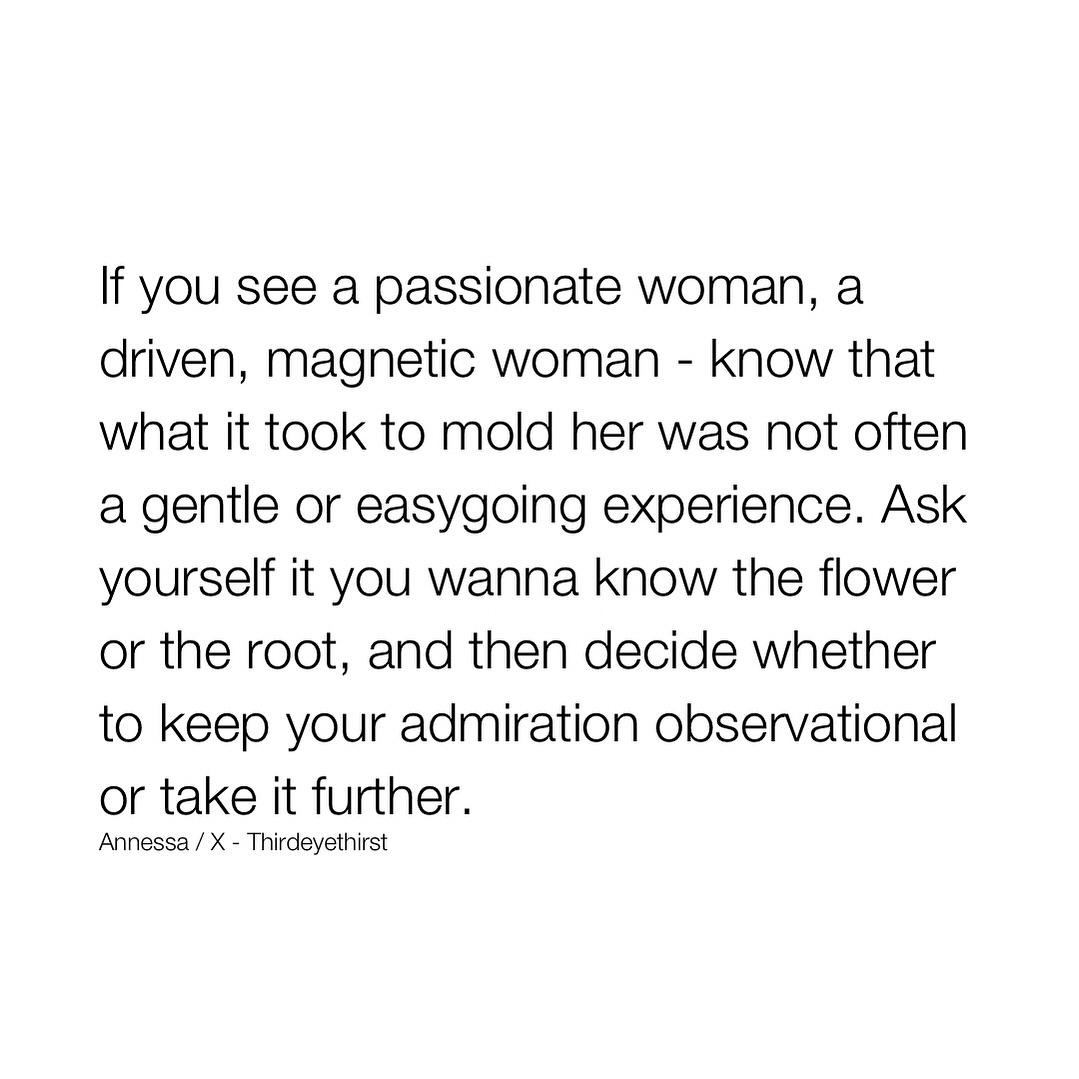 If you see a passionate woman, a
driven, magnetic woman - know that
what it took to mold her was not often
a gentle or easygoing experience. Ask
yourself it you wanna know the flower
or the root, and then decide whether
to keep your admiration observational
or take it further.
Annessa / X - Thirdeyethirst